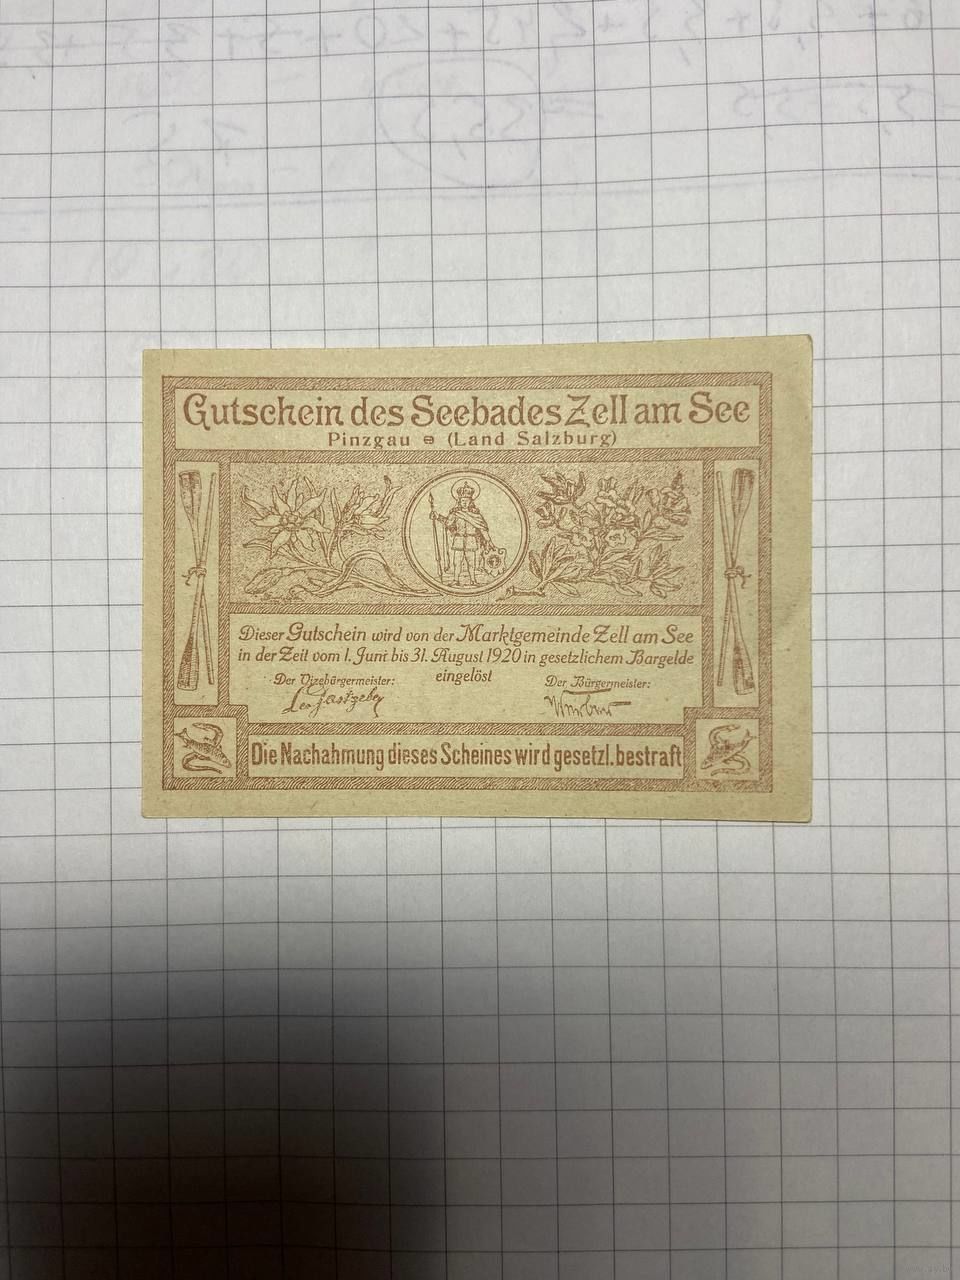 Gutschein des Seebades Zell am See
Pinzgau (Land Salzburg)
Dieser Gutschein wird von der Marktgemeinde Zell am See
in der Zeit vom 1. Juni bis 31. August 1920 in gesetzlichem Bargelde
eingelöst
Der Vizebürgermeister:
Der Bürgermeister:
Die Nachahmung dieses Scheines wird gesetzl. bestraft